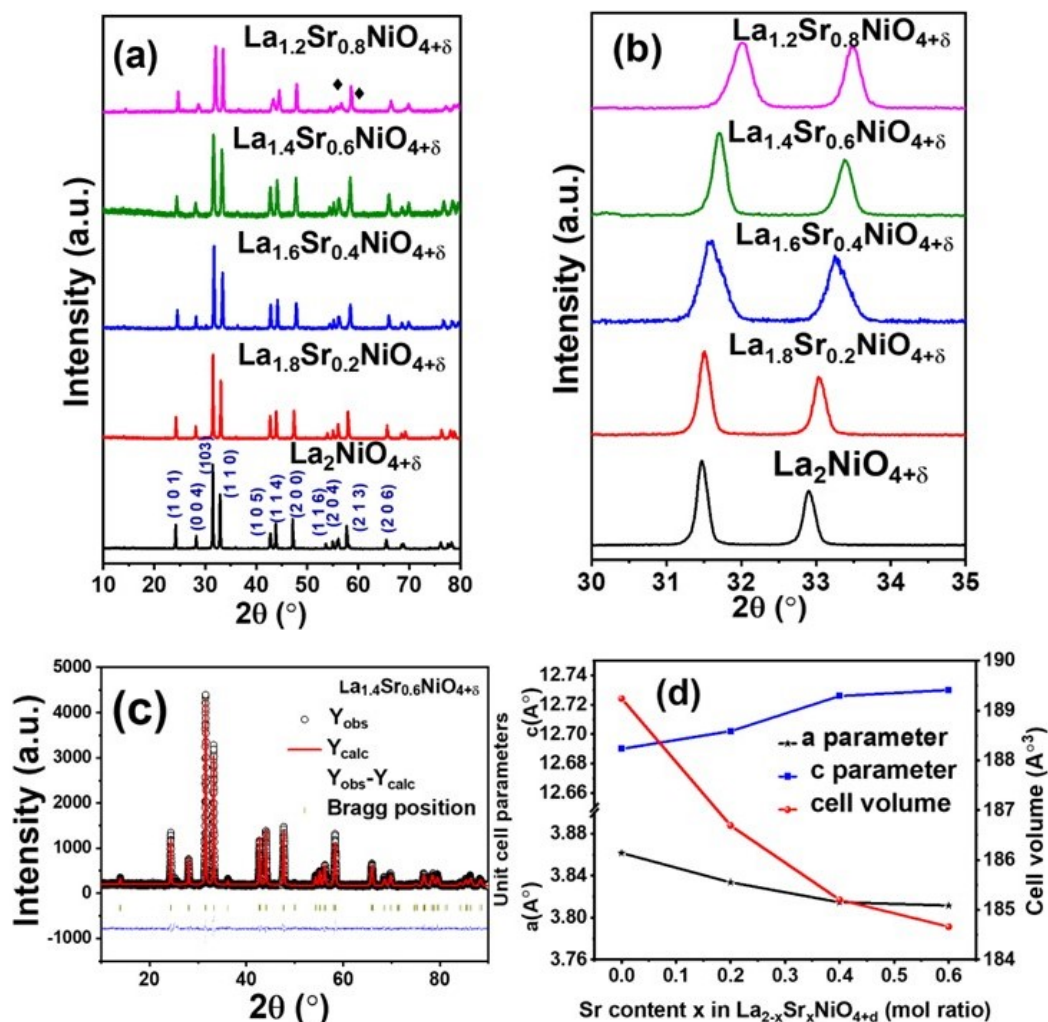 (a)
La₁.₂Sr₀.₈NiO₄₊δ
La₁.₄Sr₀.₆NiO₄₊δ
La₁.₆Sr₀.₄NiO₄₊δ
La₁.₈Sr₀.₂NiO₄₊δ
La₂NiO₄₊δ
(1 0 1)
(0 0 4)
(103)
(1 1 0)
(1 0 5)
(1 1 4)
(2 0 0)
(1 1 6)
(2 0 4)
(2 1 3)
(2 0 6)
Intensity (a.u.)
10 20 30 40 50 60 70 80
2θ (°)
(b)
La₁.₂Sr₀.₈NiO₄₊δ
La₁.₄Sr₀.₆NiO₄₊δ
La₁.₆Sr₀.₄NiO₄₊δ
La₁.₈Sr₀.₂NiO₄₊δ
La₂NiO₄₊δ
Intensity (a.u.)
30 31 32 33 34 35
2θ (°)
(c)
La₁.₄Sr₀.₆NiO₄₊δ
Yobs
Ycalc
Yobs-Ycalc
Bragg position
Intensity (a.u.)
5000
4000
3000
2000
1000
0
-1000
20 40 60 80
2θ (°)
(d)
a parameter
c parameter
cell volume
Unit cell parameters
c(A°)
a(A°)
12.74
12.72
12.70
12.68
12.66
3.88
3.84
3.80
3.76
190
189
188
187
186
185
184
Cell volume (A°³)
0.0 0.1 0.2 0.3 0.4 0.5 0.6
Sr content x in La₂₋ₓSrₓNiO₄₊d (mol ratio)